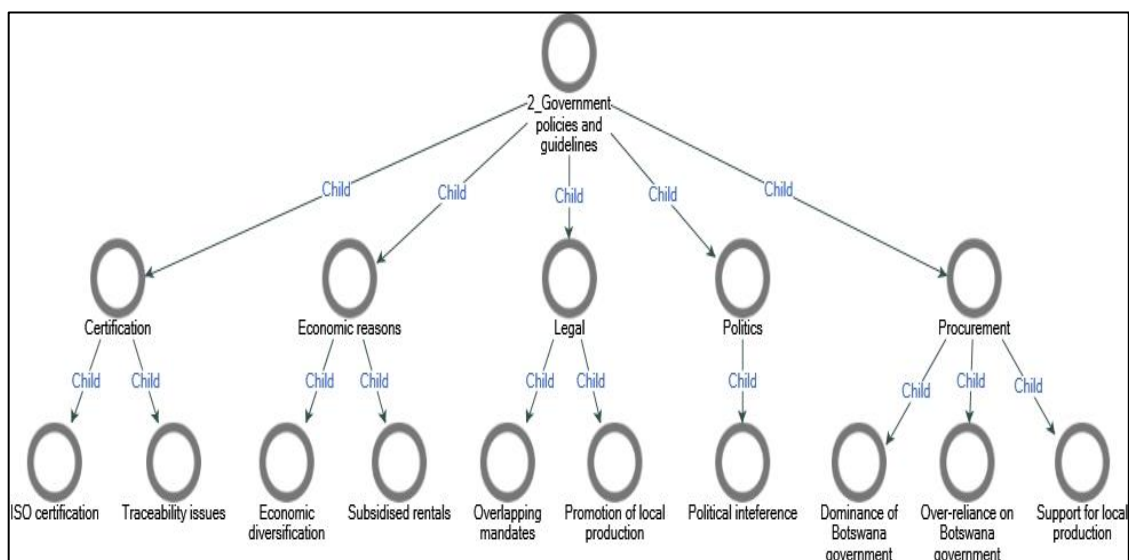 2_Government
policies and
guidelines
Child
Child
Child
Child
Child
Certification
Economic reasons
Legal
Politics
Procurement
Child
Child
Child
Child
Child
Child
Child
Child
Child
Child
ISO certification
Traceability issues
Economic
diversification
Subsidised rentals
Overlapping
mandates
Promotion of local
production
Political inteference
Dominance of
Botswana
government
Over-reliance on
Botswana
government
Support for local
production